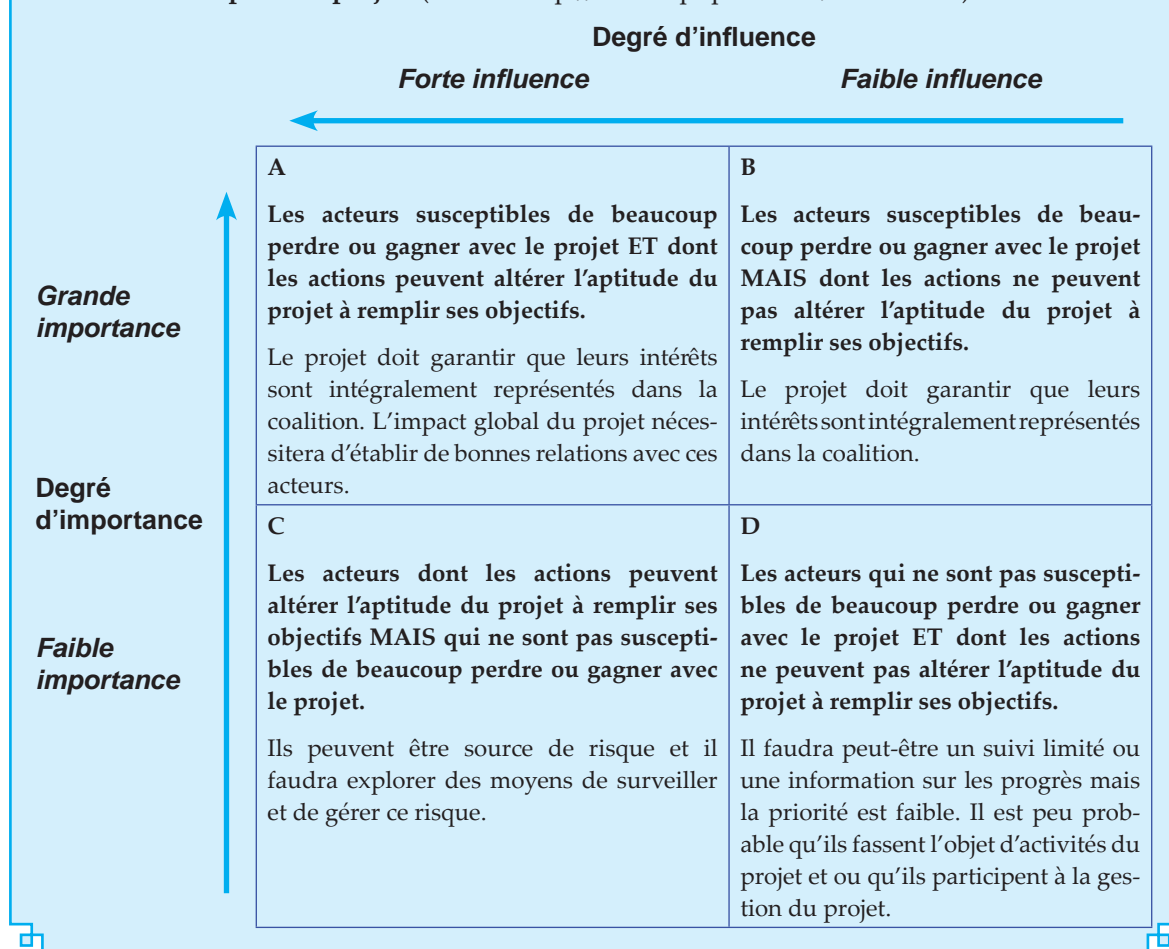 Degré d'influence
Forte influence
Faible influence
A
Les acteurs susceptibles de beaucoup
perdre ou gagner avec le projet ET dont
les actions peuvent altérer l'aptitude du
projet à remplir ses objectifs.
Le projet doit garantir que leurs intérêts
sont intégralement représentés dans la
coalition. L'impact global du projet néces-
sitera d'établir de bonnes relations avec ces
acteurs.
B
Les acteurs susceptibles de beau-
coup perdre ou gagner avec le projet
MAIS dont les actions ne peuvent
pas altérer l'aptitude du projet à
remplir ses objectifs.
Le projet doit garantir que leurs
intérêts sont intégralement représentés
dans la coalition.
Grande
importance
Degré
d'importance
Faible
importance
C
Les acteurs dont les actions peuvent
altérer l'aptitude du projet à remplir ses
objectifs MAIS qui ne sont pas suscepti-
bles de beaucoup perdre ou gagner avec
le projet.
Ils peuvent être source de risque et il
faudra explorer des moyens de surveiller
et de gérer ce risque.
D
Les acteurs qui ne sont pas suscepti-
bles de beaucoup perdre ou gagner
avec le projet ET dont les actions
ne peuvent pas altérer l'aptitude du
projet à remplir ses objectifs.
Il faudra peut-être un suivi limité ou
une information sur les progrès mais
la priorité est faible. Il est peu prob-
able qu'ils fassent l'objet d'activités du
projet et ou qu'ils participent à la ges-
tion du projet.